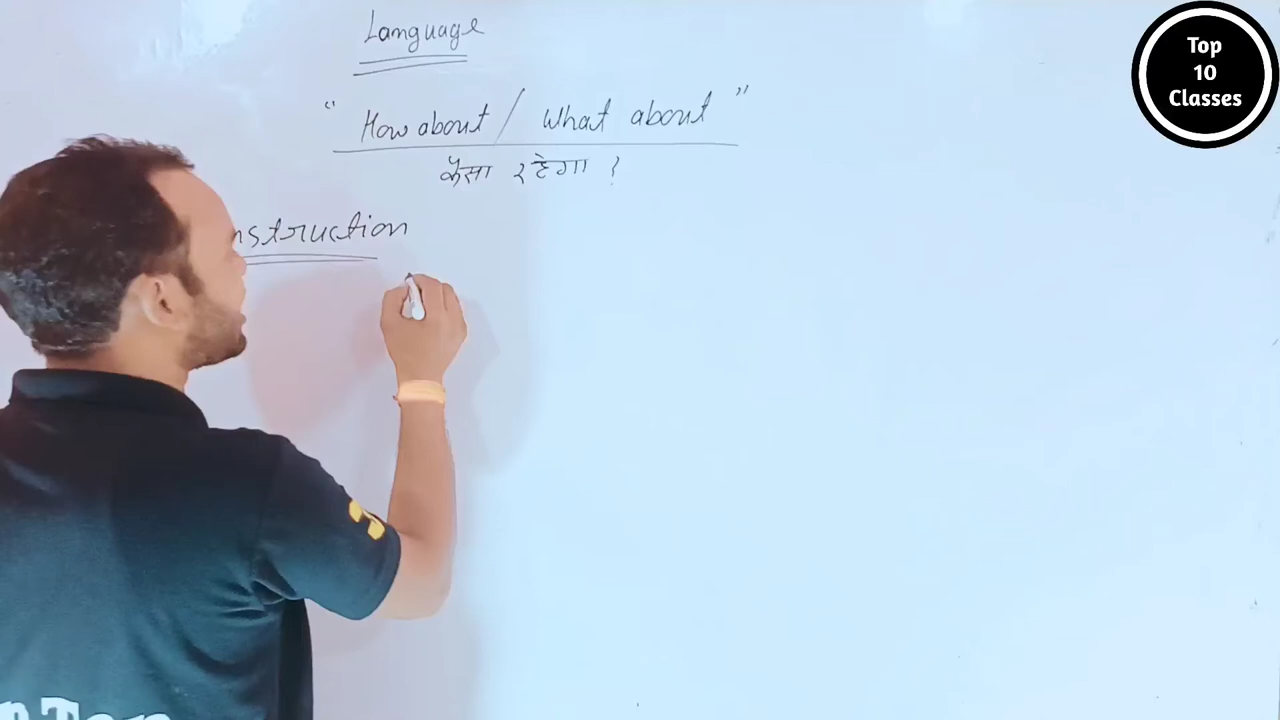 Language
" How about / What about "
कैसा रहेगा ?
nstruction
Top
10
Classes